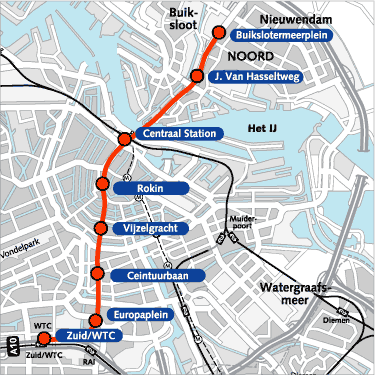 Buik-
sloot
Nieuwendam
Buikslotermeerplein
NOORD
J. Van Hasseltweg
Centraal Station
Het IJ
Rokin
Muider-
poort
Vijzelgracht
Vondelpark
Ceintuurbaan
Watergraafs-
meer
Europaplein
Diemen
WTC
Zuid/WTC
A10
Zuid/WTC
RAI
Diemen